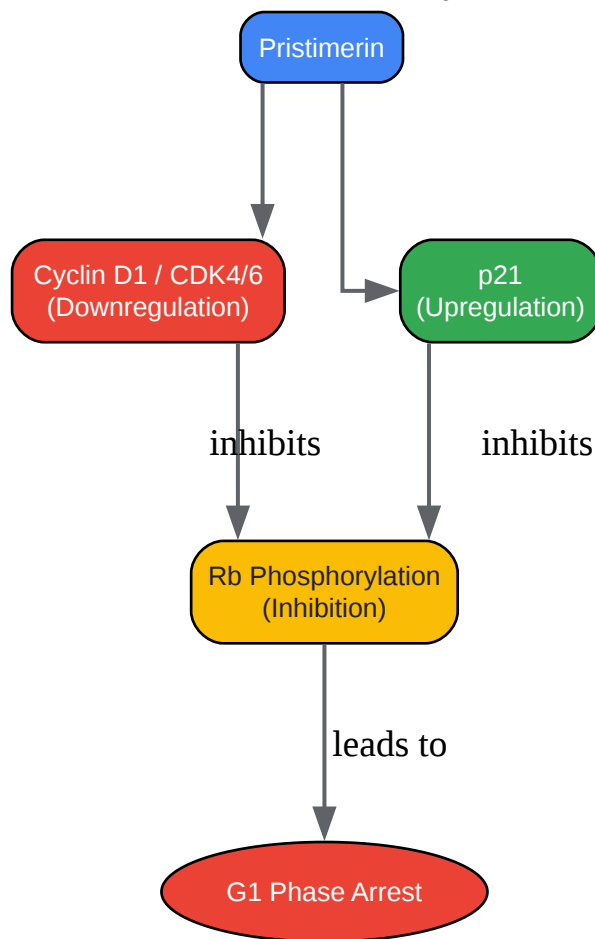 Pristimerin
Cyclin D1 / CDK4/6
(Downregulation)
p21
(Upregulation)
inhibits
inhibits
Rb Phosphorylation
(Inhibition)
leads to
G1 Phase Arrest